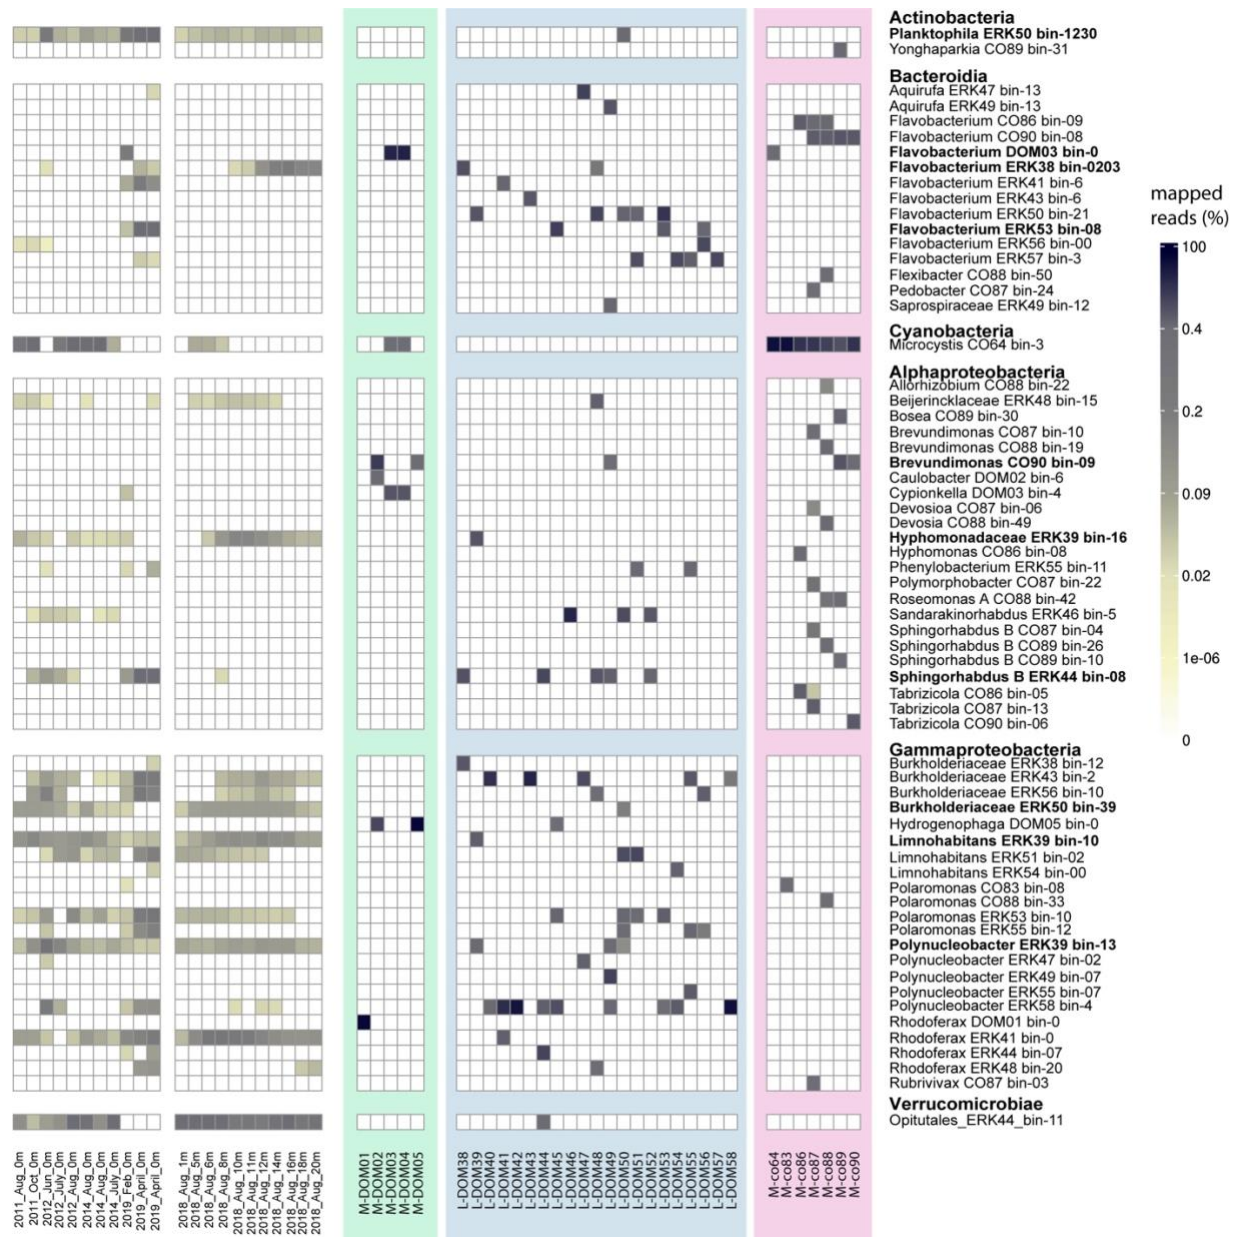 Actinobacteria
Planktophila ERK50 bin-1230
Yonghaparkia CO89 bin-31
Bacteroidia
Aquirufa ERK47 bin-13
Aquirufa ERK49 bin-13
Flavobacterium CO86 bin-09
Flavobacterium CO90 bin-08
Flavobacterium DOM03 bin-0
Flavobacterium ERK38 bin-0203
Flavobacterium ERK41 bin-6
Flavobacterium ERK43 bin-6
Flavobacterium ERK50 bin-21
Flavobacterium ERK53 bin-08
Flavobacterium ERK56 bin-00
Flavobacterium ERK57 bin-3
Flexibacter CO88 bin-50
Pedobacter CO87 bin-24
Saprospiraceae ERK49 bin-12
Cyanobacteria
Microcystis CO64 bin-3
Alphaproteobacteria
Allorhizobium CO88 bin-22
Beijerincklaceae ERK48 bin-15
Bosea CO89 bin-30
Brevundimonas CO87 bin-10
Brevundimonas CO88 bin-19
Brevundimonas CO90 bin-09
Caulobacter DOM02 bin-6
Cypionkella DOM03 bin-4
Devosioa CO87 bin-06
Devosia CO88 bin-49
Hyphomonadaceae ERK39 bin-16
Hyphomonas CO86 bin-08
Phenylobacterium ERK55 bin-11
Polymorphobacter CO87 bin-22
Roseomonas A CO88 bin-42
Sandarakinorhabdus ERK46 bin-5
Sphingorhabdus B CO87 bin-04
Sphingorhabdus B CO89 bin-26
Sphingorhabdus B CO89 bin-10
Sphingorhabdus B ERK44 bin-08
Tabrizicola CO86 bin-05
Tabrizicola CO87 bin-13
Tabrizicola CO90 bin-06
Gammaproteobacteria
Burkholderiaceae ERK38 bin-12
Burkholderiaceae ERK43 bin-2
Burkholderiaceae ERK56 bin-10
Burkholderiaceae ERK50 bin-39
Hydrogenophaga DOM05 bin-0
Limnohabitans ERK39 bin-10
Limnohabitans ERK51 bin-02
Limnohabitans ERK54 bin-00
Polaromonas CO83 bin-08
Polaromonas CO88 bin-33
Polaromonas ERK53 bin-10
Polaromonas ERK55 bin-12
Polynucleobacter ERK39 bin-13
Polynucleobacter ERK47 bin-02
Polynucleobacter ERK49 bin-07
Polynucleobacter ERK55 bin-07
Polynucleobacter ERK58 bin-4
Rhodoferax DOM01 bin-0
Rhodoferax ERK41 bin-0
Rhodoferax ERK44 bin-07
Rhodoferax ERK48 bin-20
Rubrivivax CO87 bin-03
Verrucomicrobiae
Opitutales_ERK44_bin-11
mapped
reads (%)
100
0.4
0.2
0.09
0.02
1e-06
0
2011_Aug_0m
2011_Oct_0m
2012_Jun_0m
2012_July_0m
2012_Aug_0m
2014_Aug_0m
2014_July_0m
2019_Feb_0m
2019_April_0m
2019_April_0m
2018_Aug_1m
2018_Aug_5m
2018_Aug_6m
2018_Aug_8m
2018_Aug_10m
2018_Aug_11m
2018_Aug_12m
2018_Aug_14m
2018_Aug_16m
2018_Aug_18m
2018_Aug_20m
M-DOM01
M-DOM02
M-DOM03
M-DOM04
M-DOM05
L-DOM38
L-DOM39
L-DOM40
L-DOM41
L-DOM42
L-DOM43
L-DOM44
L-DOM45
L-DOM46
L-DOM47
L-DOM48
L-DOM49
L-DOM50
L-DOM51
L-DOM52
L-DOM53
L-DOM54
L-DOM55
L-DOM56
L-DOM57
L-DOM58
M-co64
M-co83
M-co86
M-co87
M-co88
M-co89
M-co90